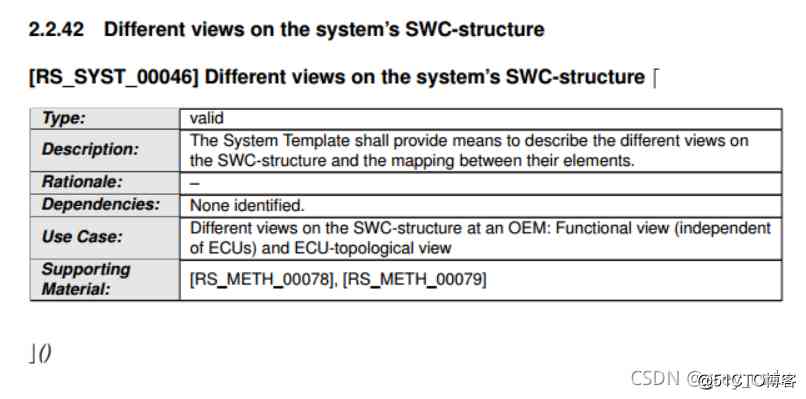 2.2.42 Different views on the system's SWC-structure
[RS_SYST_00046] Different views on the system's SWC-structure ⌈
Type: valid
Description: The System Template shall provide means to describe the different views on
the SWC-structure and the mapping between their elements.
Rationale: –
Dependencies: None identified.
Use Case: Different views on the SWC-structure at an OEM: Functional view (independent
of ECUs) and ECU-topological view
Supporting
Material: [RS_METH_00078], [RS_METH_00079]
⌋()
CSDN @
@51CTO博客